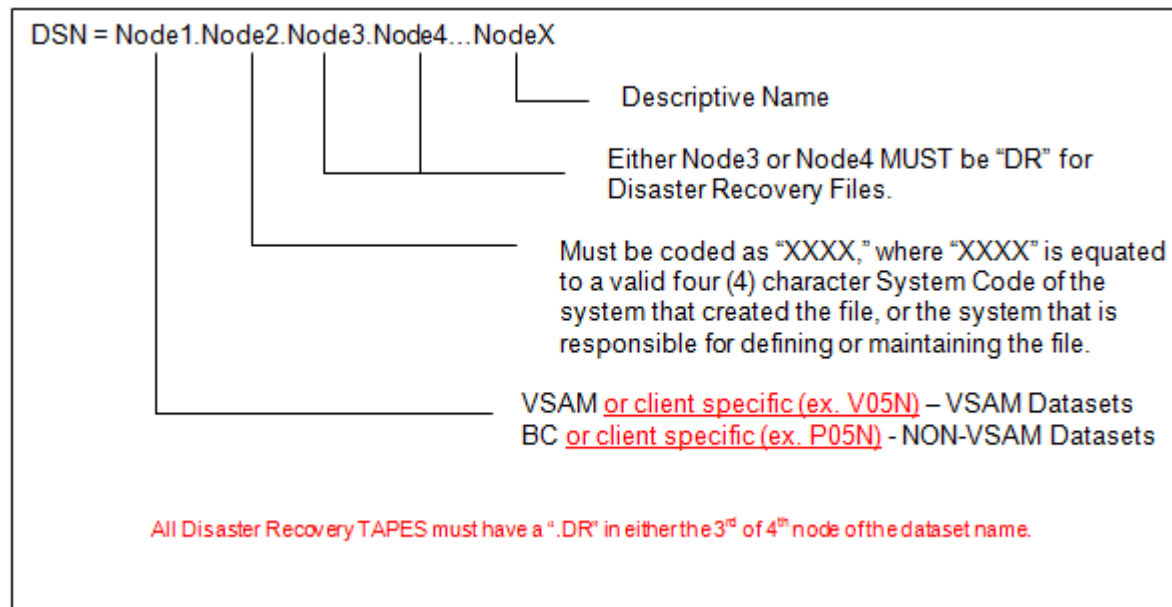 DSN = Node1.Node2.Node3.Node4...NodeX
Descriptive Name
Either Node3 or Node4 MUST be “DR” for
Disaster Recovery Files.
Must be coded as “XXXX,” where “XXXX” is equated
to a valid four (4) character System Code of the
system that created the file, or the system that is
responsible for defining or maintaining the file.
VSAM or client specific (ex. V05N) – VSAM Datasets
BC or client specific (ex. P05N) - NON-VSAM Datasets
All Disaster Recovery TAPES must have a “.DR” in either the 3rd of 4th node of the dataset name.